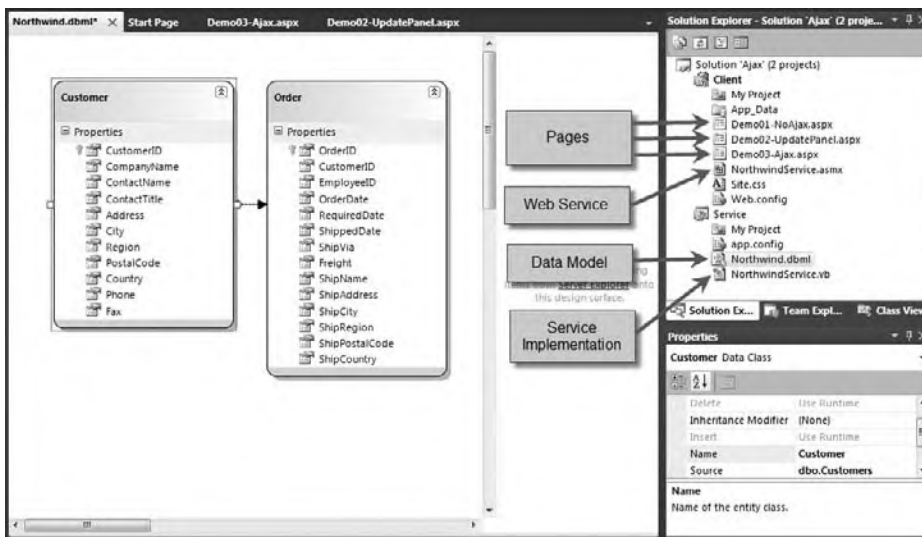 Northwind.dbml*
Start Page
Demo03-Ajax.aspx
Demo02-UpdatePanel.aspx
Customer
Properties
CustomerID
CompanyName
ContactName
ContactTitle
Address
City
Region
PostalCode
Country
Phone
Fax
Order
Properties
OrderID
CustomerID
EmployeeID
OrderDate
RequiredDate
ShippedDate
ShipVia
Freight
ShipName
ShipAddress
ShipCity
ShipRegion
ShipPostalCode
ShipCountry
Pages
Web Service
Data Model
Service
Implementation
items from Server Explorer onto
this design surface.
Solution Explorer - Solution 'Ajax' (2 proje...
Solution 'Ajax' (2 projects)
Client
My Project
App_Data
Demo01-NoAjax.aspx
Demo02-UpdatePanel.aspx
Demo03-Ajax.aspx
NorthwindService.asmx
Site.css
Web.config
Service
My Project
app.config
Northwind.dbml
NorthwindService.vb
Solution Ex...
Team Expl...
Class View
Properties
Customer Data Class
Delete Use Runtime
Inheritance Modifier (None)
Insert Use Runtime
Name Customer
Source dbo.Customers
Name
Name of the entity class.